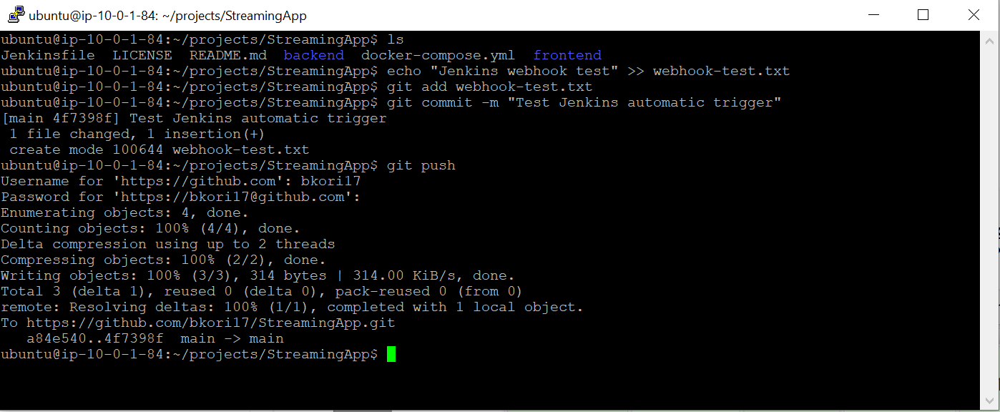 ubuntu@ip-10-0-1-84: ~/projects/StreamingApp
ubuntu@ip-10-0-1-84:~/projects/StreamingApp$ ls
Jenkinsfile  LICENSE  README.md  backend  docker-compose.yml  frontend
ubuntu@ip-10-0-1-84:~/projects/StreamingApp$ echo "Jenkins webhook test" >> webhook-test.txt
ubuntu@ip-10-0-1-84:~/projects/StreamingApp$ git add webhook-test.txt
ubuntu@ip-10-0-1-84:~/projects/StreamingApp$ git commit -m "Test Jenkins automatic trigger"
[main 4f7398f] Test Jenkins automatic trigger
 1 file changed, 1 insertion(+)
 create mode 100644 webhook-test.txt
ubuntu@ip-10-0-1-84:~/projects/StreamingApp$ git push
Username for 'https://github.com': bkori17
Password for 'https://bkori17@github.com':
Enumerating objects: 4, done.
Counting objects: 100% (4/4), done.
Delta compression using up to 2 threads
Compressing objects: 100% (2/2), done.
Writing objects: 100% (3/3), 314 bytes | 314.00 KiB/s, done.
Total 3 (delta 1), reused 0 (delta 0), pack-reused 0 (from 0)
remote: Resolving deltas: 100% (1/1), completed with 1 local object.
To https://github.com/bkori17/StreamingApp.git
   a84e540..4f7398f  main -> main
ubuntu@ip-10-0-1-84:~/projects/StreamingApp$